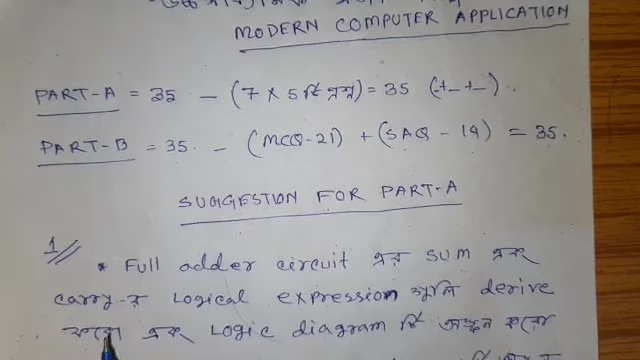 MODERN COMPUTER APPLICATION
PART-A = 35 - (7 × 5 টি প্রশ্ন) = 35
PART-B = 35. - (MCQ-21) + (SAQ - 14) = 35.
SUGGESTION FOR PART-A
1// * Full adder circuit এর SUM এবং
carry-র Logical expression গুলি derive
করো এবং Logic diagram টি অঙ্কন করো